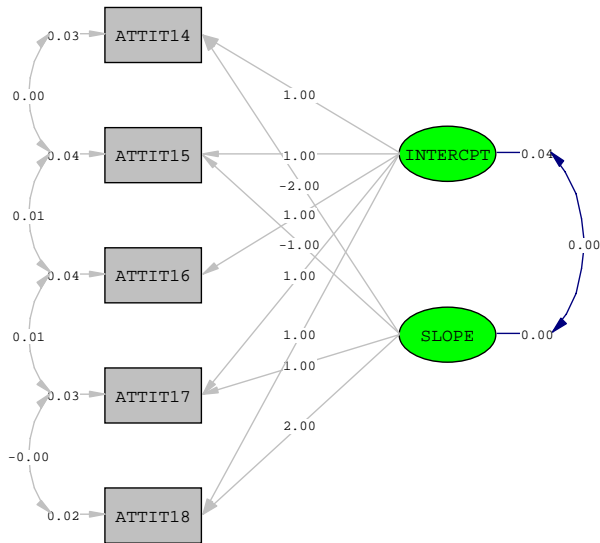 0.03 ATTIT14
0.00
1.00
0.04 ATTIT15
1.00
INTERCPT 0.04
-2.00
0.01
1.00
-1.00
0.00
0.04 ATTIT16
1.00
0.01
1.00
SLOPE 0.00
1.00
0.03 ATTIT17
2.00
-0.00
0.02 ATTIT18